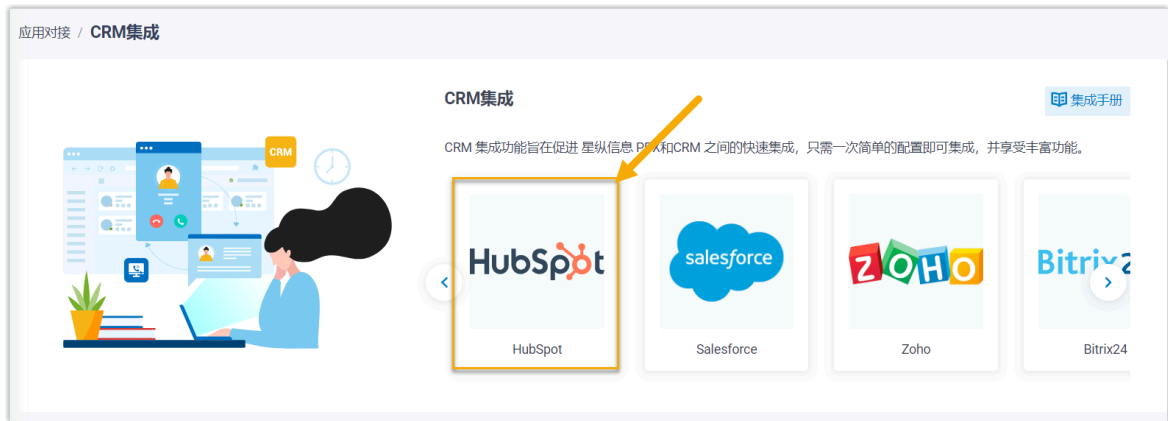 应用对接 / CRM集成
CRM集成
集成手册
CRM
CRM 集成功能旨在促进 星纵信息 PBX和CRM 之间的快速集成，只需一次简单的配置即可集成，并享受丰富功能。
HubSpot
salesforce
ZOHO
HubSpot
Salesforce
Zoho
Bitrix24